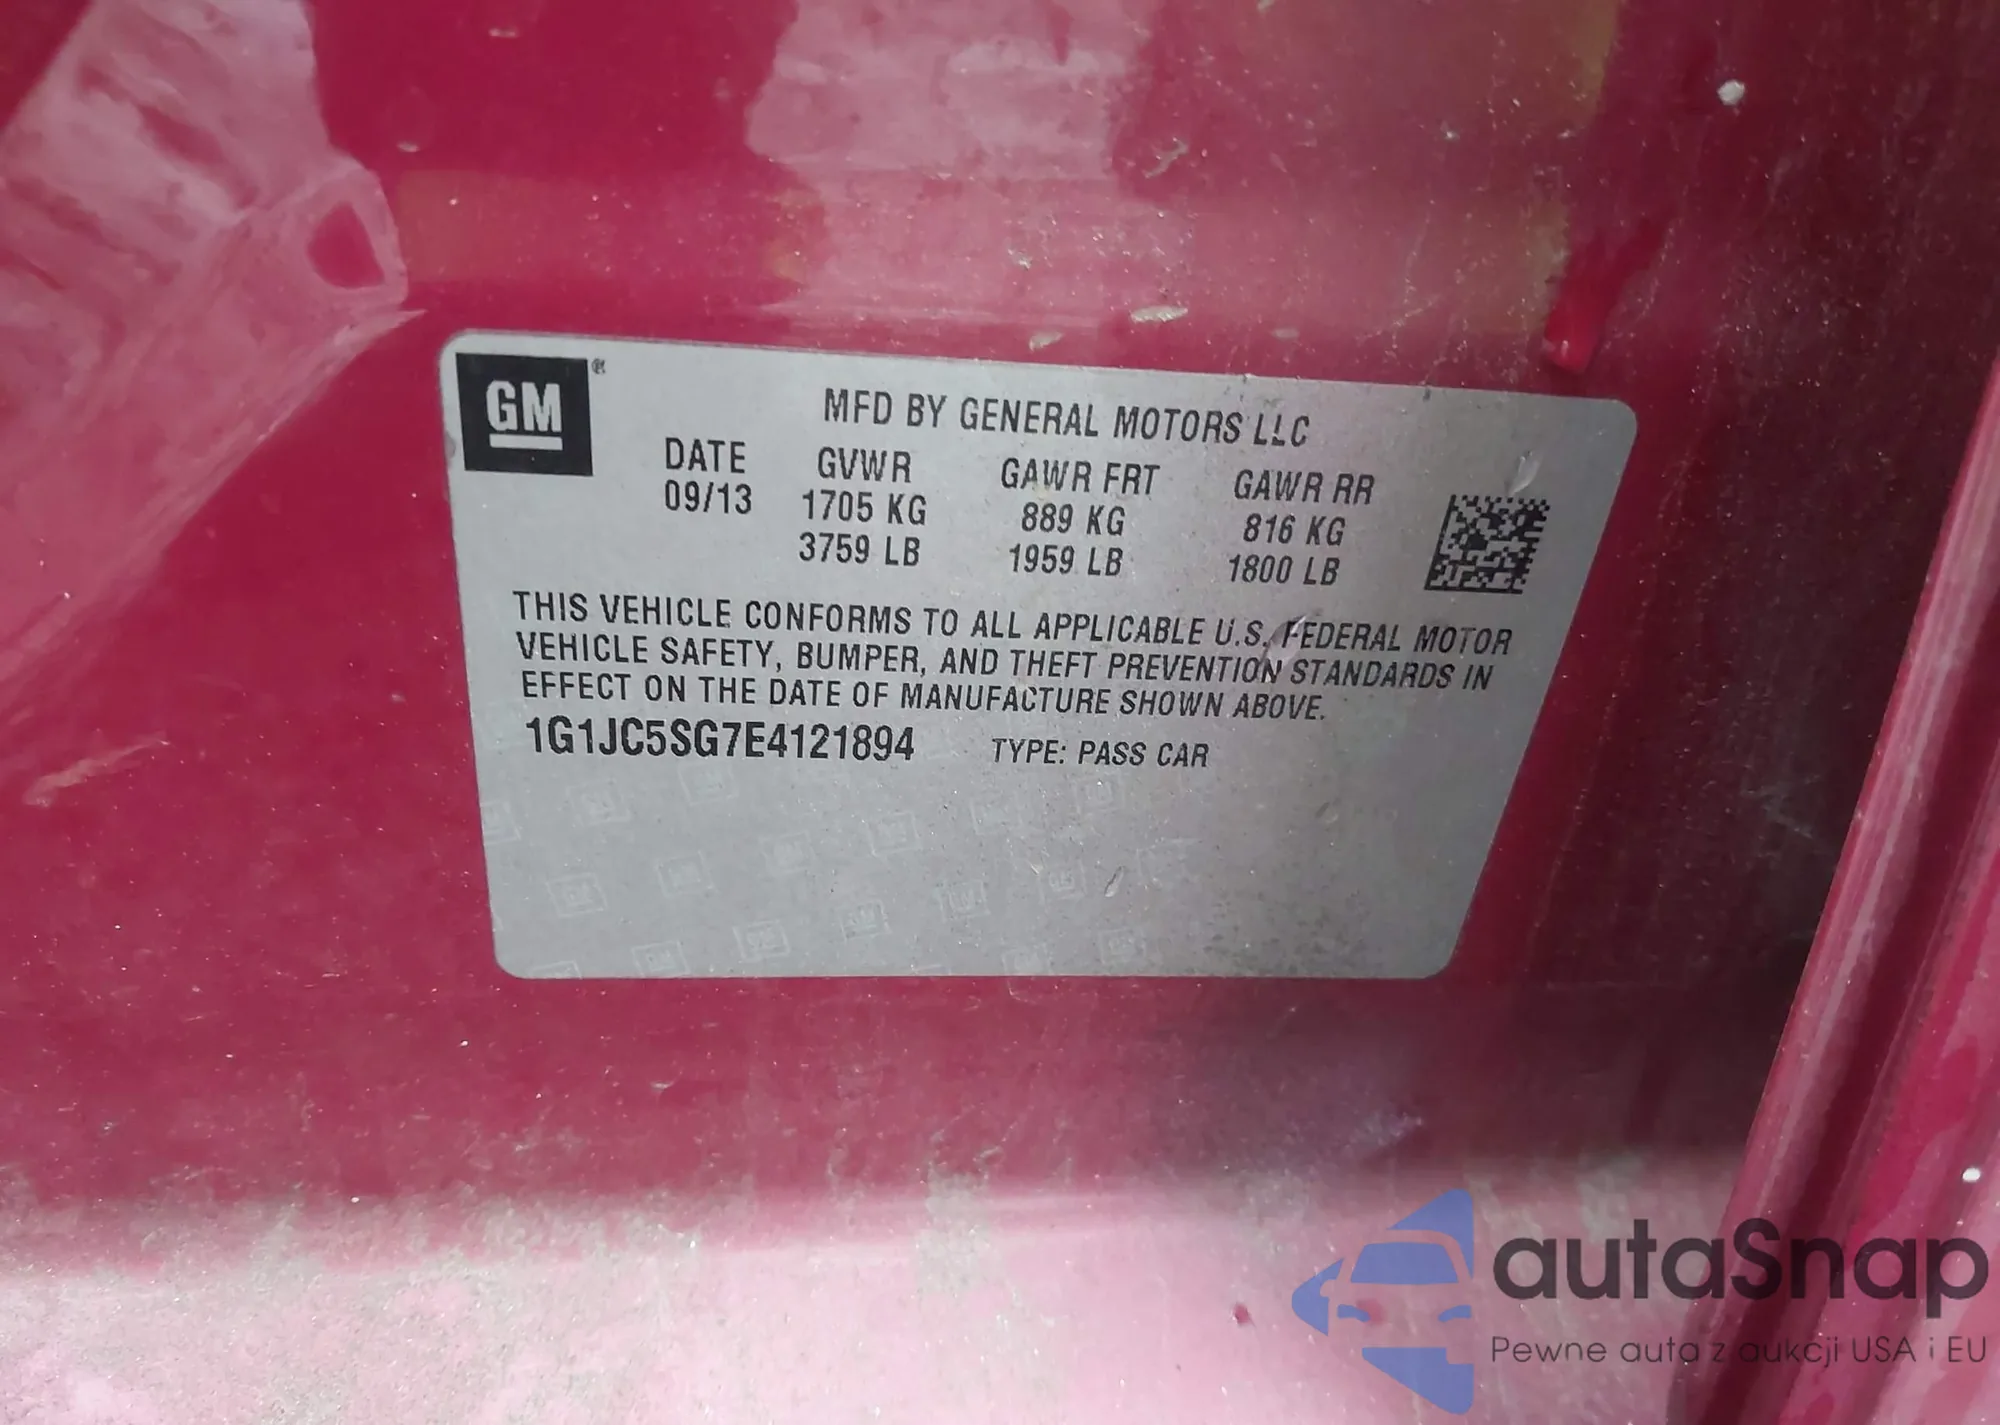 GM®
MFD BY GENERAL MOTORS LLC
DATE GVWR GAWR FRT GAWR RR
09/13 1705 KG 889 KG 816 KG
3759 LB 1959 LB 1800 LB
THIS VEHICLE CONFORMS TO ALL APPLICABLE U.S. FEDERAL MOTOR
VEHICLE SAFETY, BUMPER, AND THEFT PREVENTION STANDARDS IN
EFFECT ON THE DATE OF MANUFACTURE SHOWN ABOVE.
1G1JC5SG7E4121894 TYPE: PASS CAR
autaSnap
Pewne auta z aukcji USA i EU